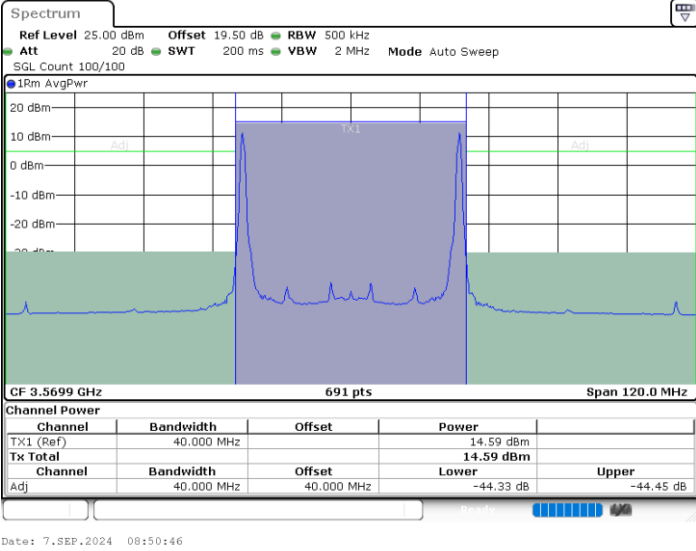 Spectrum
Ref Level 25.00 dBm Offset 19.50 dB RBW 500 kHz
Att 20 dB SWT 200 ms VBW 2 MHz Mode Auto Sweep
SGL Count 100/100
1Rm AvgPwr
20 dBm
TX1
10 dBm
Adj Adj
0 dBm
-10 dBm
-20 dBm
CF 3.5699 GHz 691 pts Span 120.0 MHz
Channel Power
Channel Bandwidth Offset Power
TX1 (Ref) 40.000 MHz 14.59 dBm
Tx Total 14.59 dBm
Channel Bandwidth Offset Lower Upper
Adj 40.000 MHz 40.000 MHz -44.33 dB -44.45 dB
Ready
Date: 7.SEP.2024 08:50:46